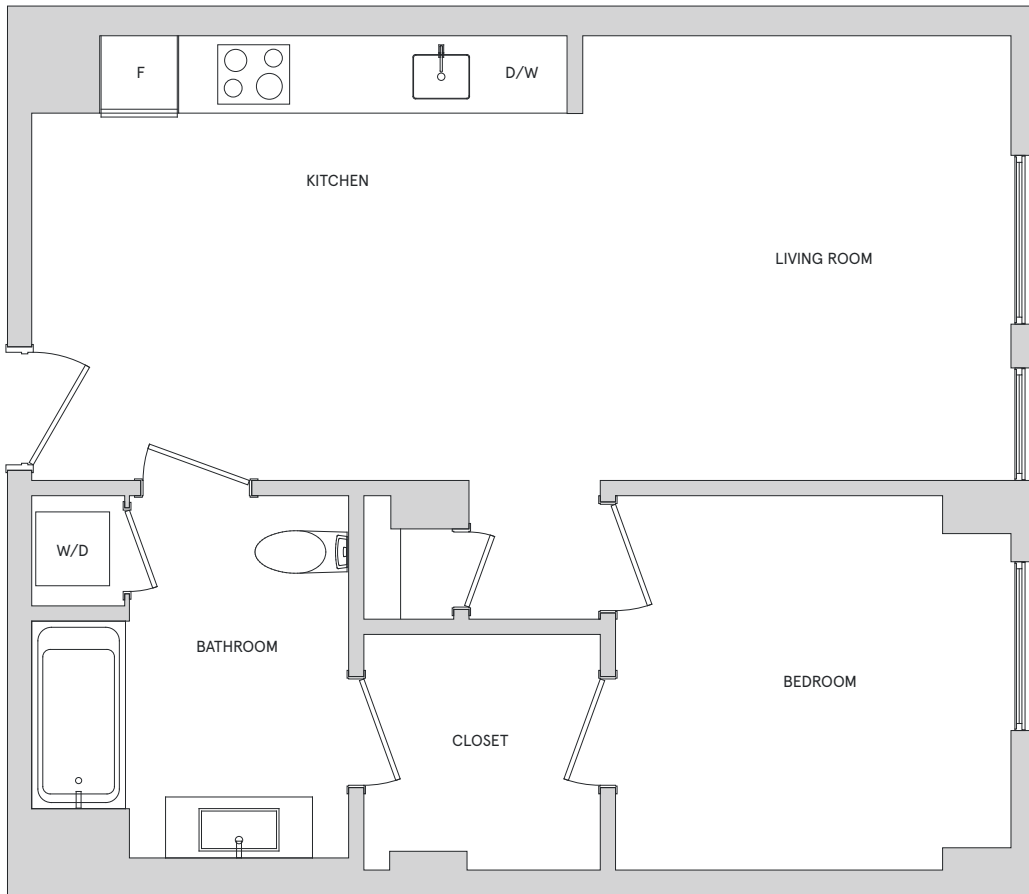 F
D/W
KITCHEN
LIVING ROOM
W/D
BATHROOM
BEDROOM
CLOSET